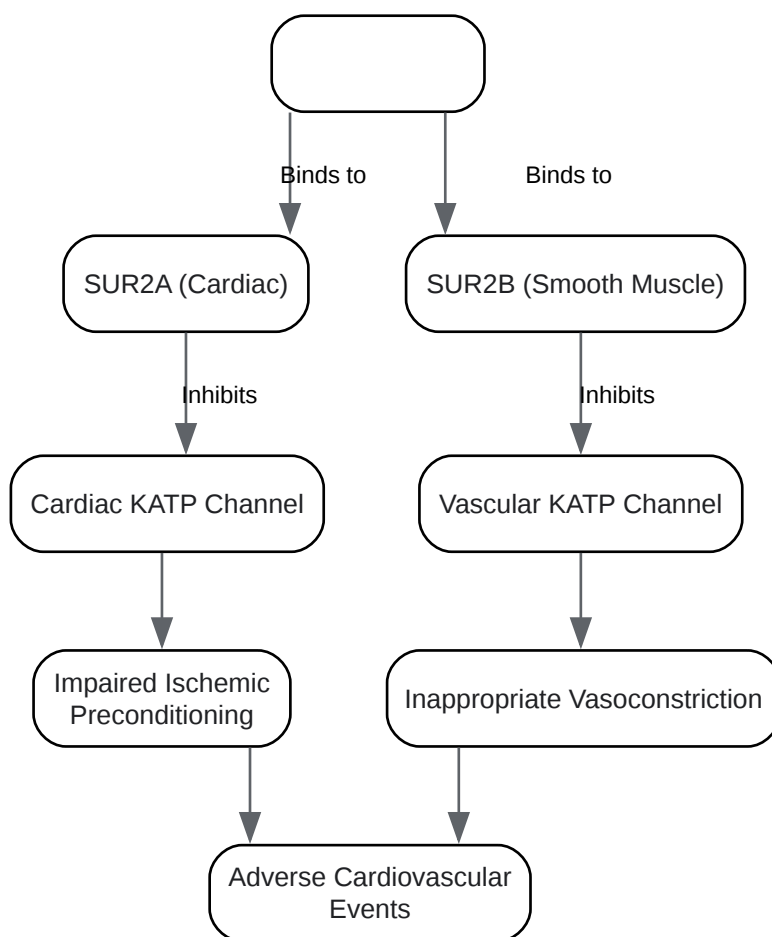 Binds to
Binds to
SUR2A (Cardiac)
SUR2B (Smooth Muscle)
Inhibits
Inhibits
Cardiac KATP Channel
Vascular KATP Channel
Impaired Ischemic
Preconditioning
Inappropriate Vasoconstriction
Adverse Cardiovascular
Events